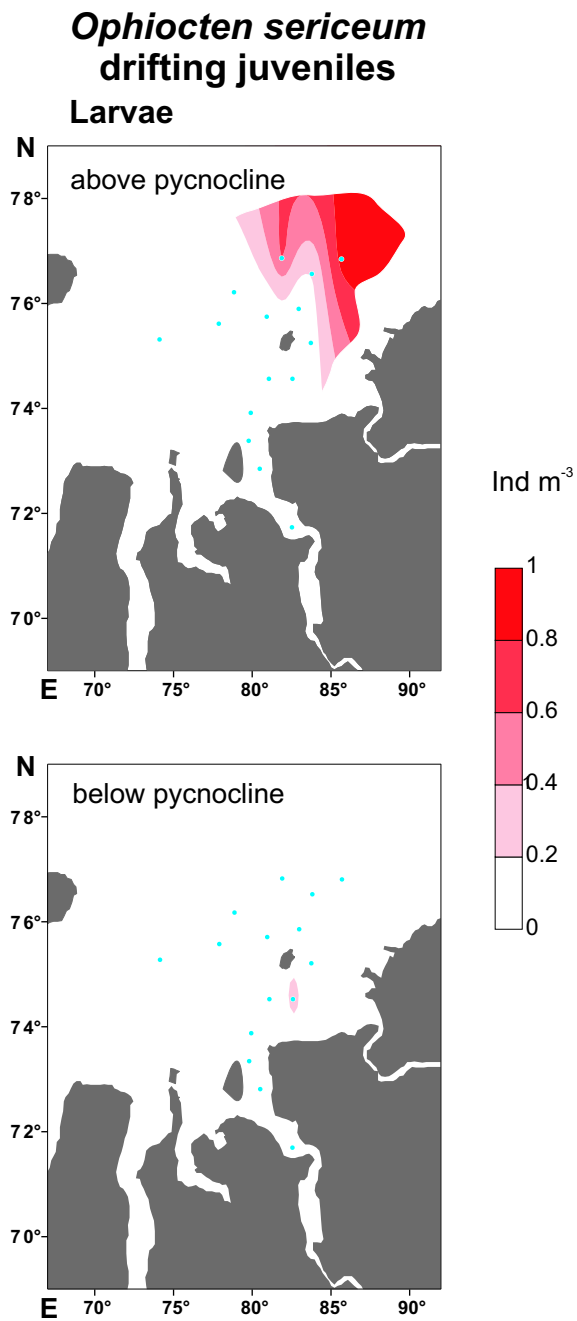 Ophiocten sericeum
drifting juveniles
Larvae
N
above pycnocline
78°
76°
74°
72°
70°
E
70°
75°
80°
85°
90°
Ind m-3
1
0.8
0.6
0.4
0.2
0
N
below pycnocline
78°
76°
74°
72°
70°
E
70°
75°
80°
85°
90°